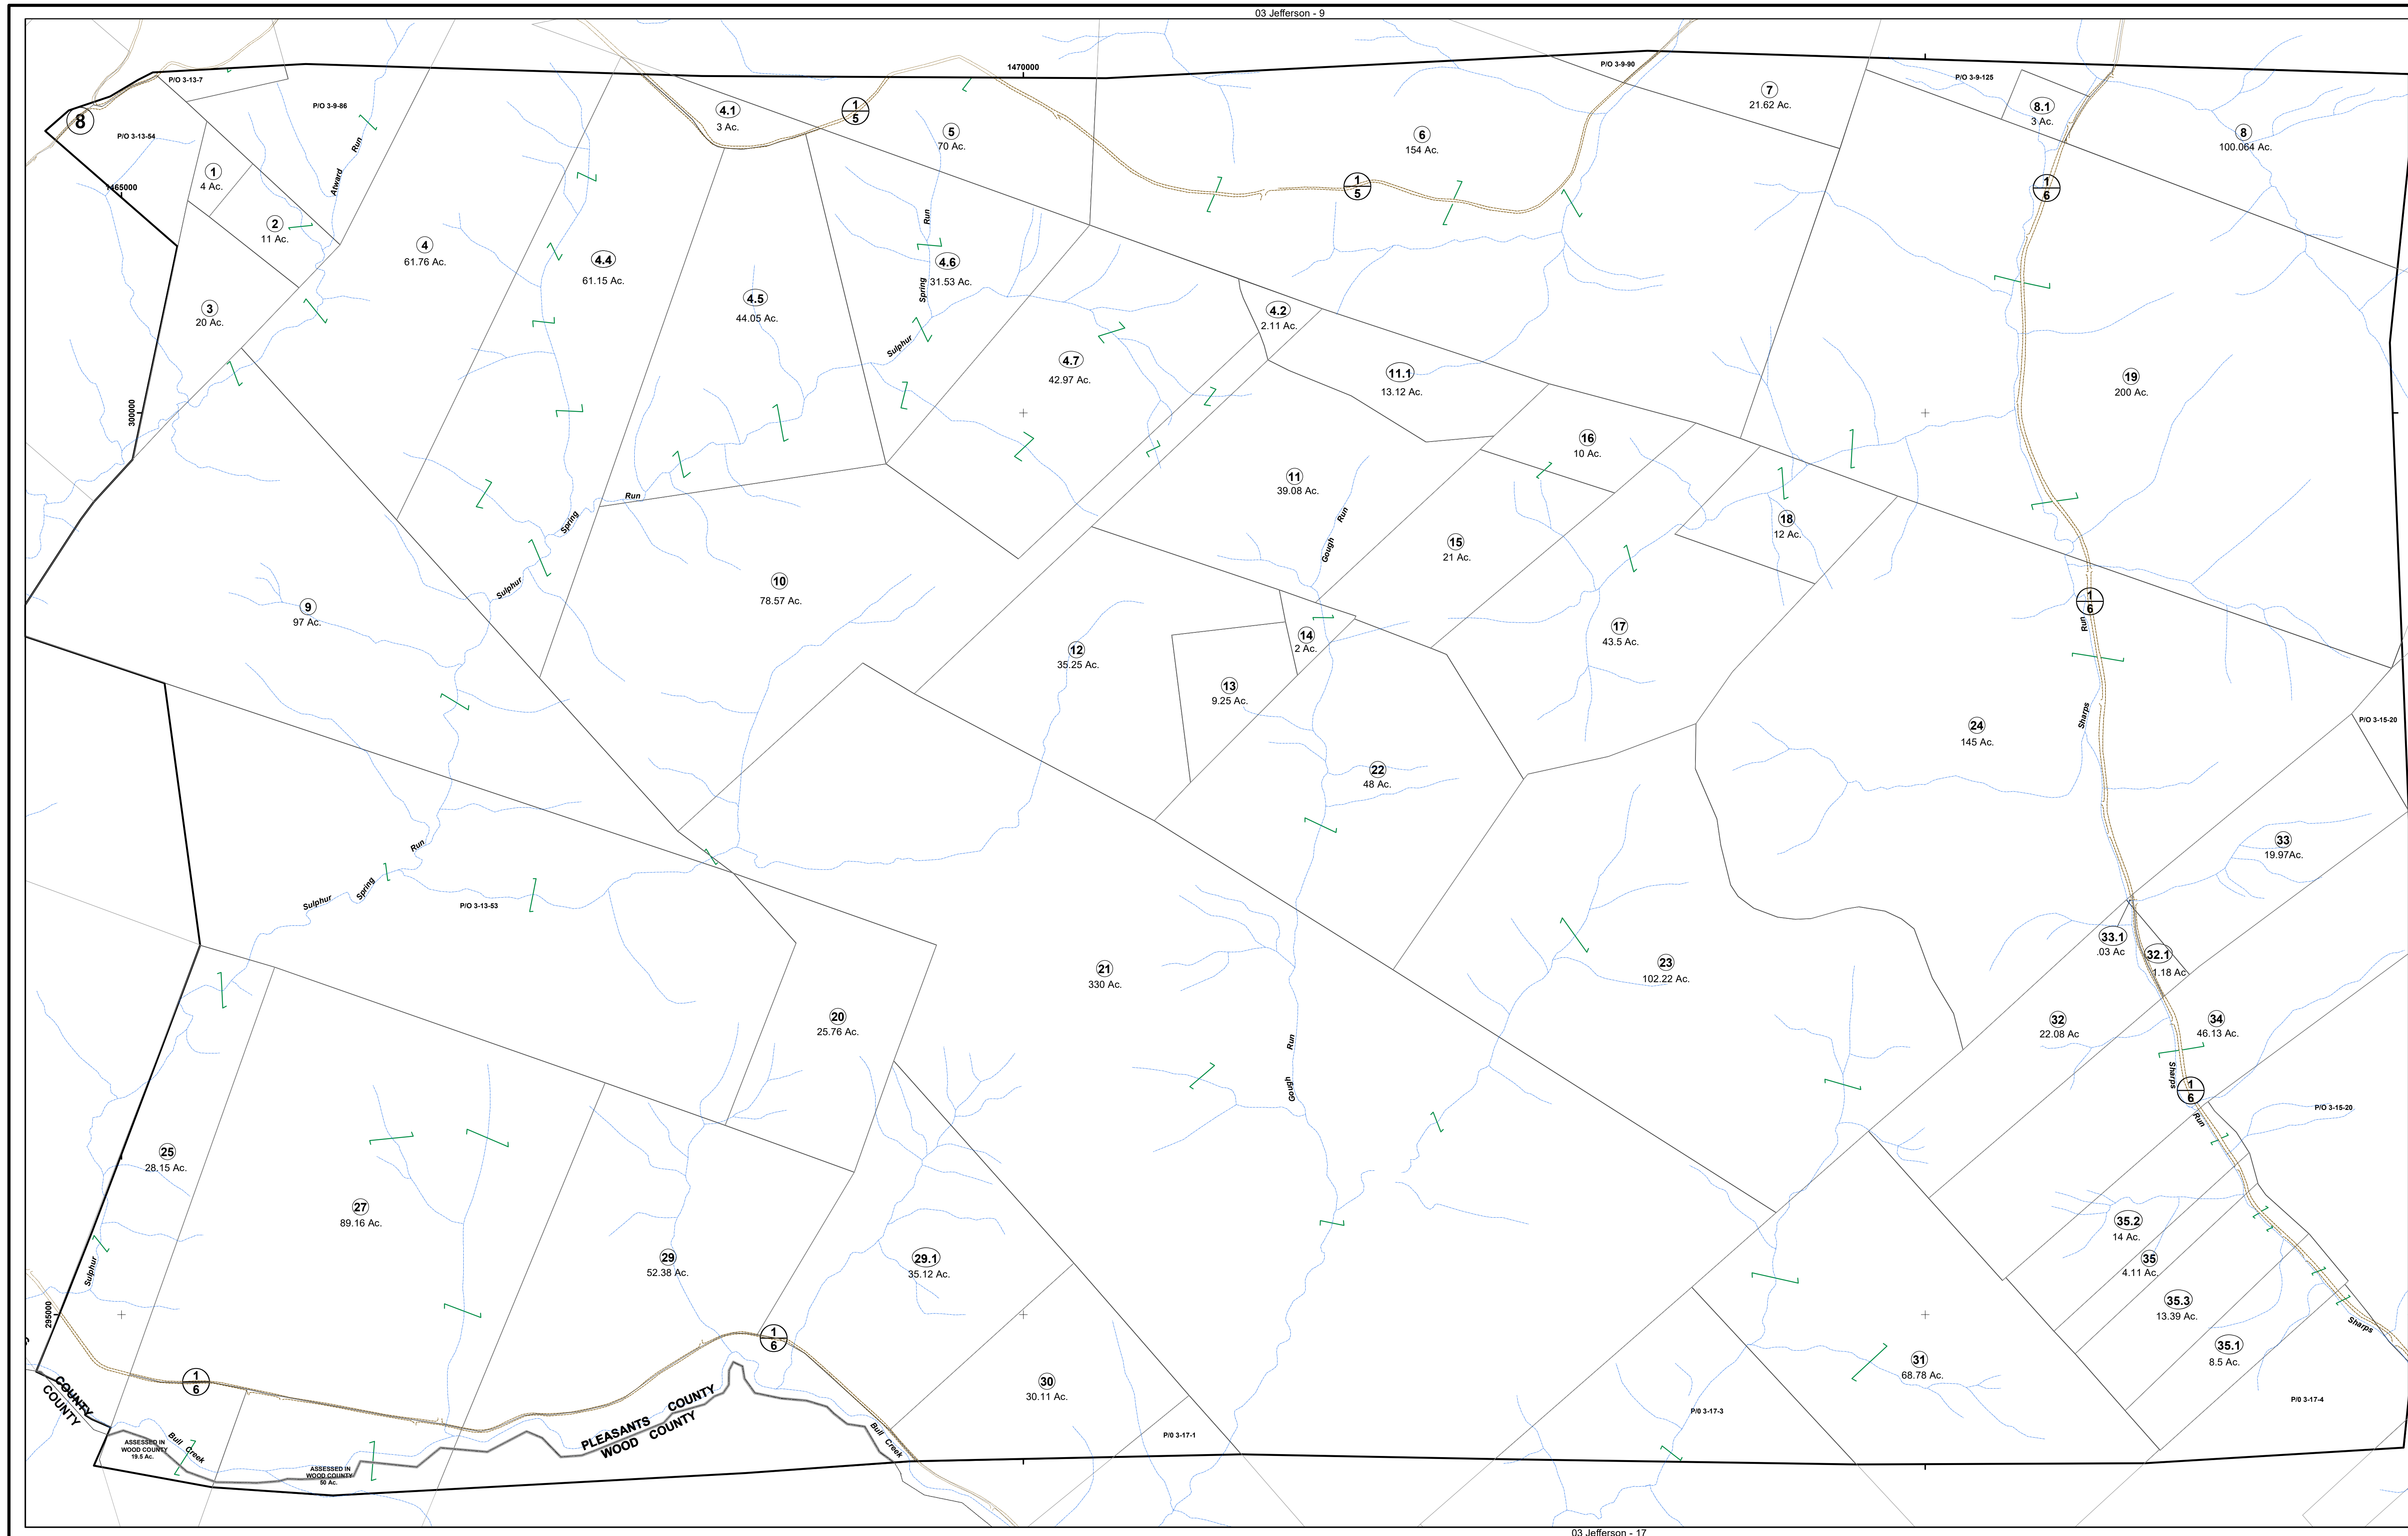 03 Jefferson - 9
1470000
P/O 3-9-90
P/O 3-13-7
P/O 3-9-86
P/O 3-9-125
7
21.62 Ac.
8.1
3 Ac.
4.1
3 Ac.
1
5
8
P/O 3-13-54
5
70 Ac.
6
154 Ac.
8
100.064 Ac.
Run
Atward
1
4 Ac.
1465000
1
5
1
6
2
11 Ac.
Run
4
61.76 Ac.
4.4
61.15 Ac.
4.6
31.53 Ac.
Spring
4.5
44.05 Ac.
3
20 Ac.
4.2
2.11 Ac.
Sulphur
4.7
42.97 Ac.
11.1
13.12 Ac.
19
200 Ac.
300000
16
10 Ac.
11
39.08 Ac.
Run
Spring
Run
Gough
18
12 Ac.
15
21 Ac.
Sulphur
10
78.57 Ac.
9
97 Ac.
1
6
Run
17
43.5 Ac.
14
2 Ac.
12
35.25 Ac.
13
9.25 Ac.
Sharps
24
145 Ac.
P/O 3-15-20
22
48 Ac.
Run
33
19.97Ac.
Spring
Sulphur
P/O 3-13-53
33.1
.03 Ac
32.1
1.18 Ac
21
330 Ac.
23
102.22 Ac.
20
25.76 Ac.
32
22.08 Ac
34
46.13 Ac.
Run
Gough
Sharps
1
6
Run
P/O 3-15-20
25
28.15 Ac.
27
89.16 Ac.
35.2
14 Ac.
29
52.38 Ac.
29.1
35.12 Ac.
35
4.11 Ac.
Sulphur
35.3
13.39 Ac.
295000
Sharps
1
6
35.1
8.5 Ac.
31
68.78 Ac.
1
6
30
30.11 Ac.
COUNTY
COUNTY
PLEASANTS COUNTY
WOOD COUNTY
P/0 3-17-4
P/0 3-17-3
P/0 3-17-1
Bull Creek
Bull Creek
ASSESSED IN
WOOD COUNTY
19.5 Ac.
ASSESSED IN
WOOD COUNTY
50 Ac.
03 Jefferson - 17